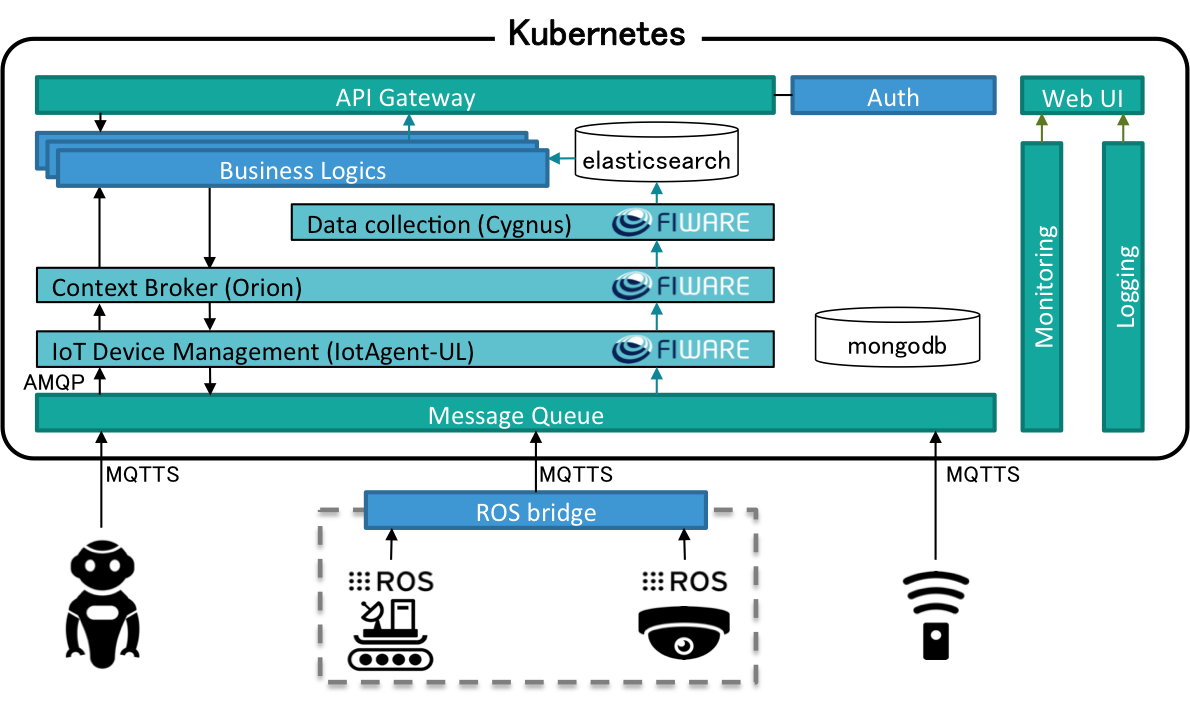 Kubernetes
API Gateway
Auth
Web UI
Business Logics
elasticsearch
Data collection (Cygnus)
FIWARE
Context Broker (Orion)
FIWARE
IoT Device Management (IotAgent-UL)
FIWARE
mongodb
Monitoring
Logging
AMQP
Message Queue
MQTTS
MQTTS
MQTTS
ROS bridge
ROS
ROS